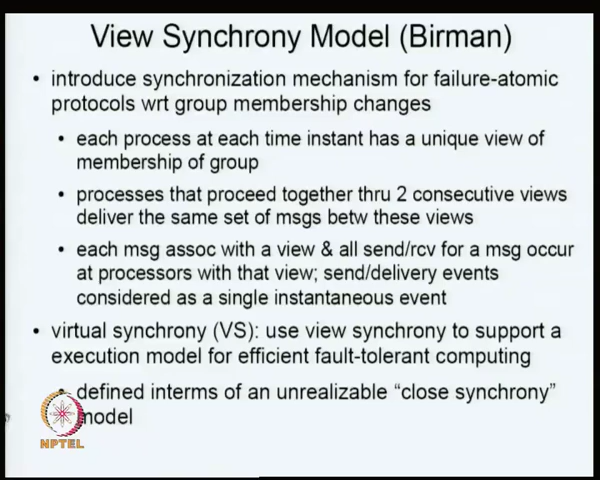 View Synchrony Model (Birman)
• introduce synchronization mechanism for failure-atomic
protocols wrt group membership changes
• each process at each time instant has a unique view of
membership of group
• processes that proceed together thru 2 consecutive views
deliver the same set of msgs betw these views
• each msg assoc with a view & all send/rcv for a msg occur
at processors with that view; send/delivery events
considered as a single instantaneous event
• virtual synchrony (VS): use view synchrony to support a
execution model for efficient fault-tolerant computing
• defined interms of an unrealizable “close synchrony”
model
NPTEL